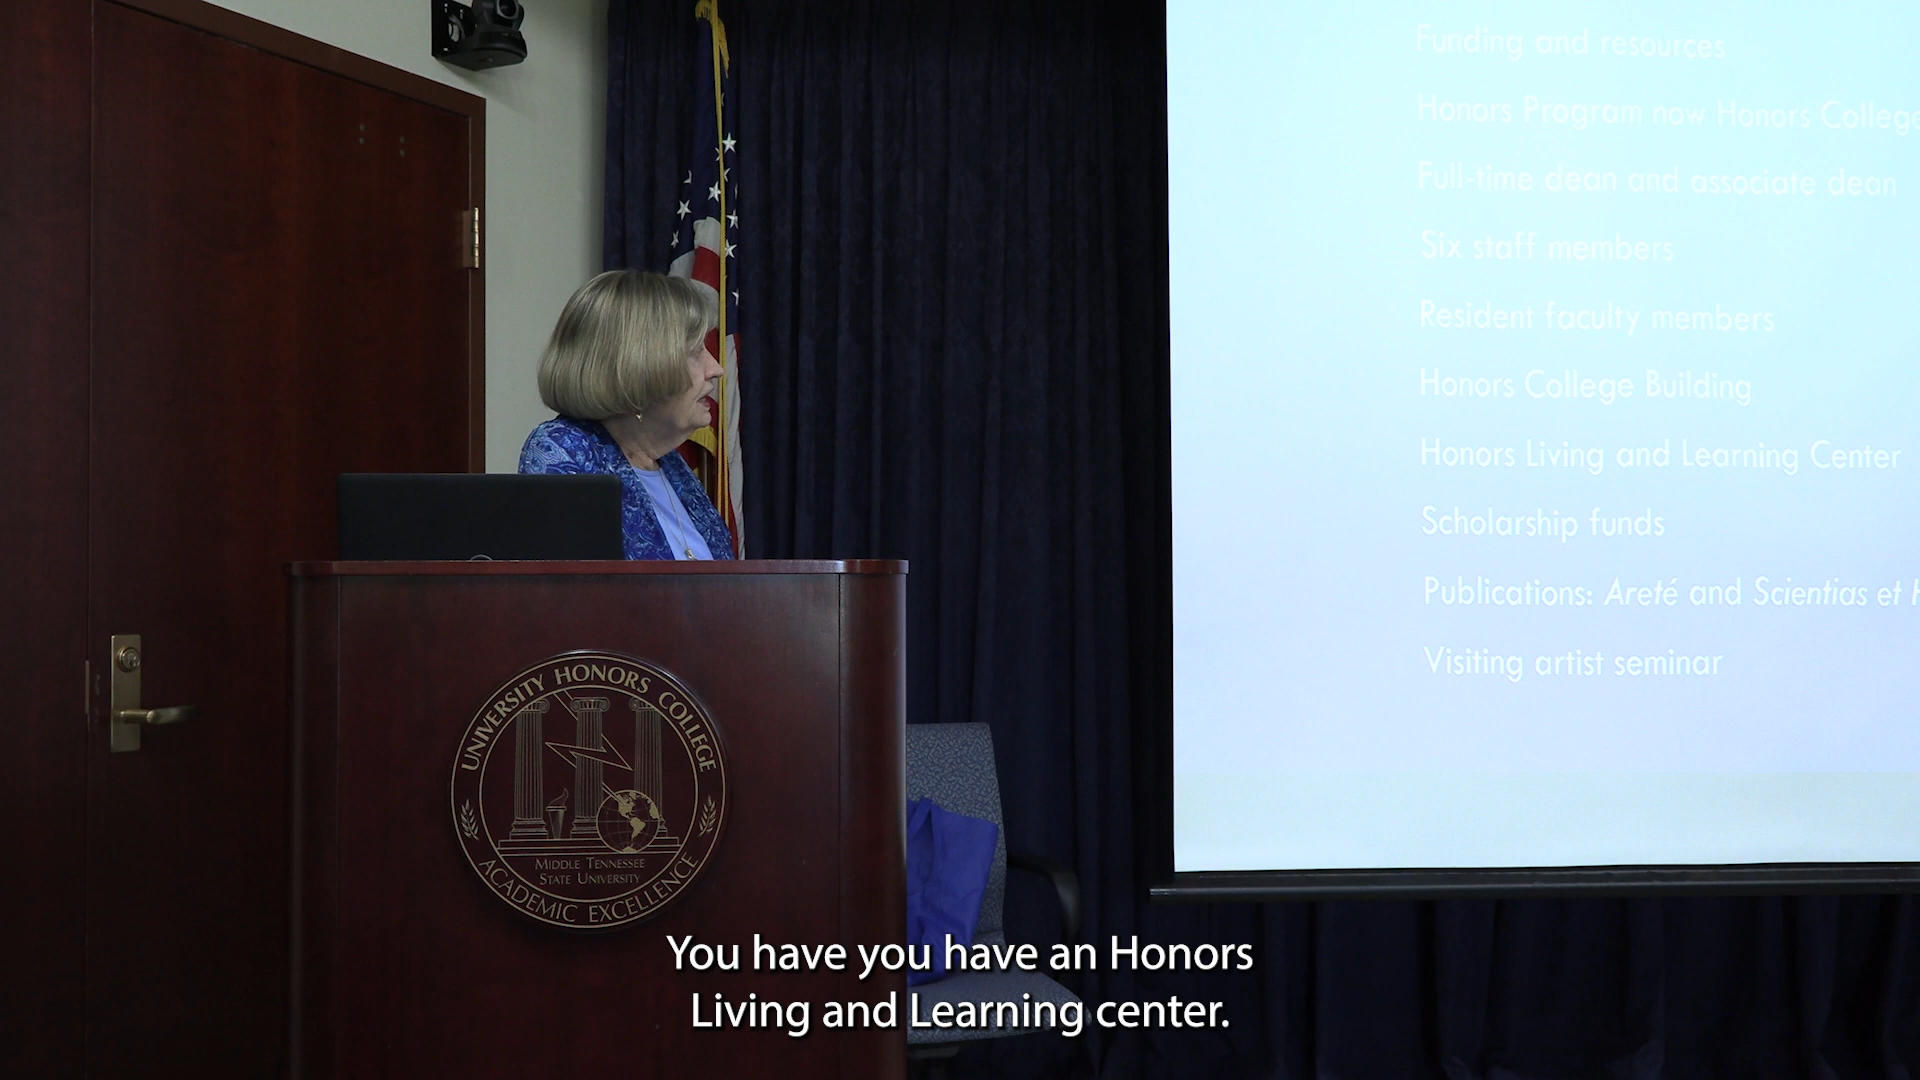 Funding and resources
Honors Program now Honors College
Full-time dean and associate dean
Six staff members
Resident faculty members
Honors College Building
Honors Living and Learning Center
Scholarship funds
Publications: Areté and Scientias et H
Visiting artist seminar
UNIVERSITY HONORS COLLEGE
MIDDLE TENNESSEE
STATE UNIVERSITY
ACADEMIC EXCELLENCE
You have you have an Honors
Living and Learning center.